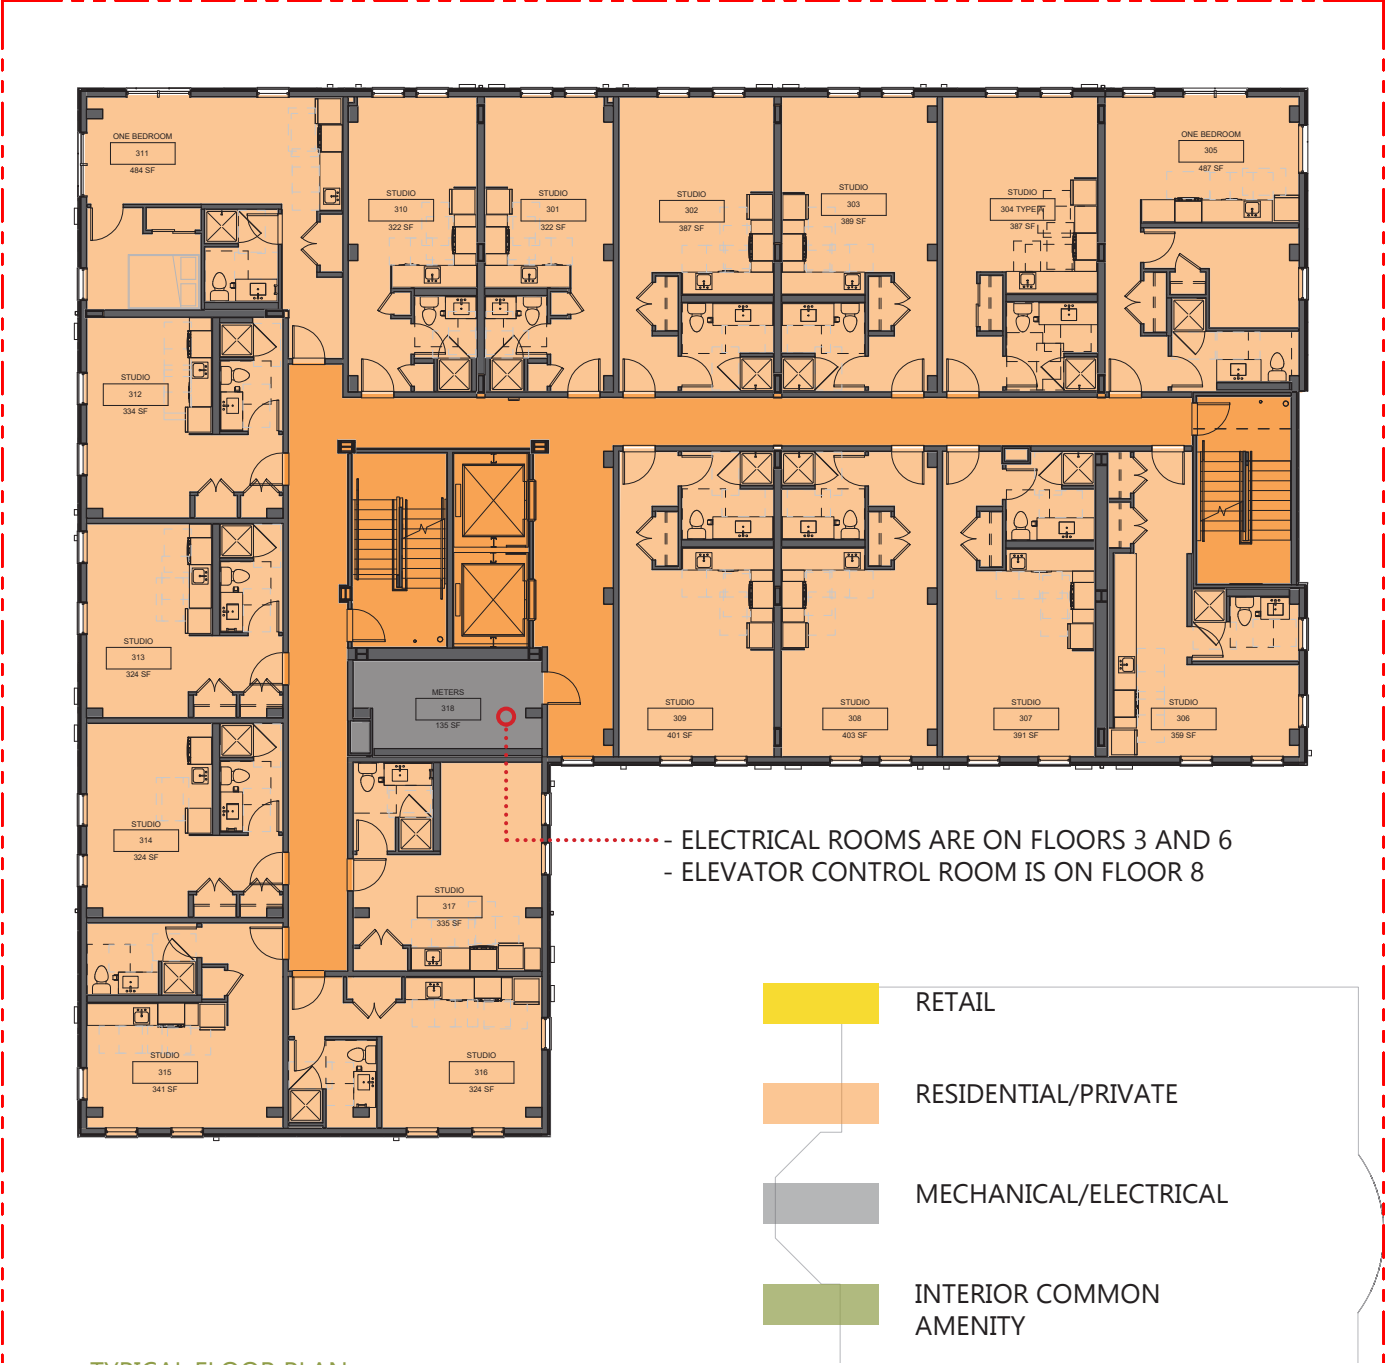 ONE BEDROOM
311
484 SF
STUDIO
310
322 SF
STUDIO
301
322 SF
STUDIO
302
387 SF
STUDIO
303
389 SF
STUDIO
304 TYPE A
387 SF
ONE BEDROOM
305
487 SF
STUDIO
312
334 SF
STUDIO
313
324 SF
METERS
318
135 SF
STUDIO
309
401 SF
STUDIO
308
403 SF
STUDIO
307
391 SF
STUDIO
306
359 SF
STUDIO
314
324 SF
STUDIO
317
335 SF
STUDIO
315
341 SF
STUDIO
316
324 SF
- ELECTRICAL ROOMS ARE ON FLOORS 3 AND 6
- ELEVATOR CONTROL ROOM IS ON FLOOR 8
RETAIL
RESIDENTIAL/PRIVATE
MECHANICAL/ELECTRICAL
INTERIOR COMMON
AMENITY
TYPICAL FLOOR PLAN